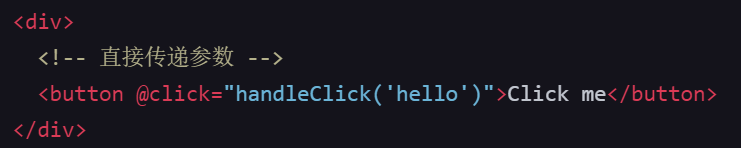 <div>
  <!-- 直接传递参数 -->
  <button @click="handleClick('hello')">Click me</button>
</div>